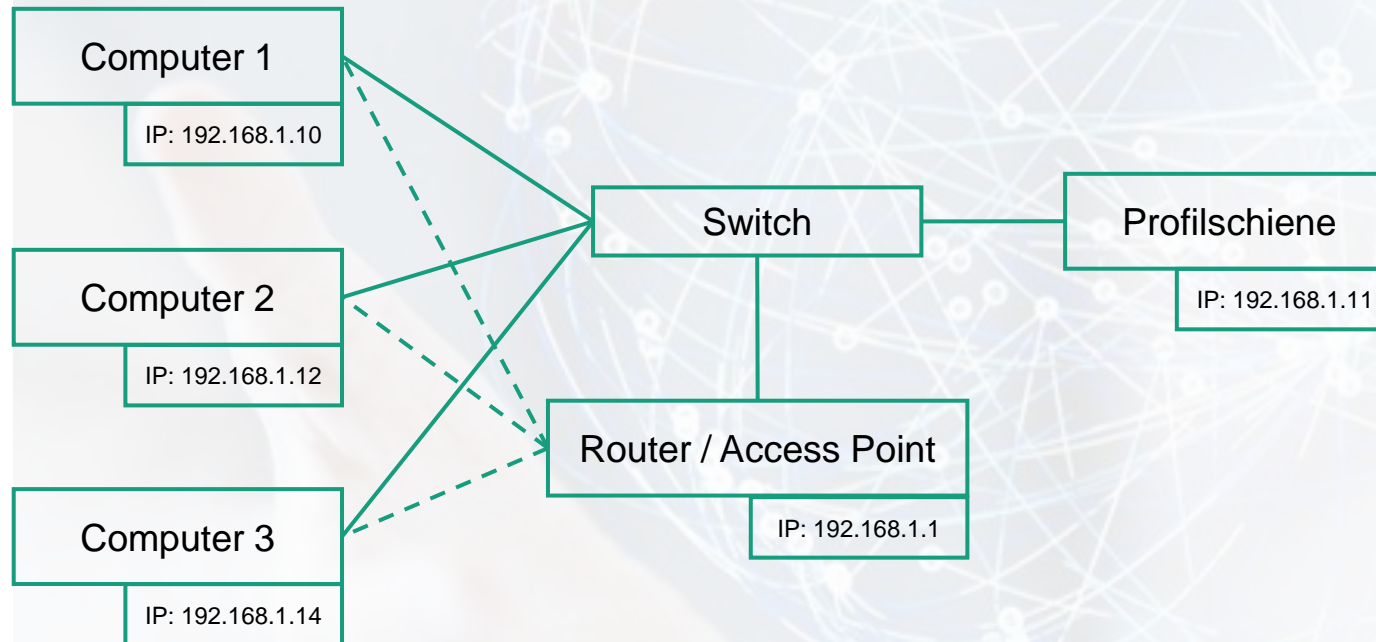 Computer 1
IP: 192.168.1.10
Switch
Profilschiene
IP: 192.168.1.11
Computer 2
IP: 192.168.1.12
Router / Access Point
IP: 192.168.1.1
Computer 3
IP: 192.168.1.14